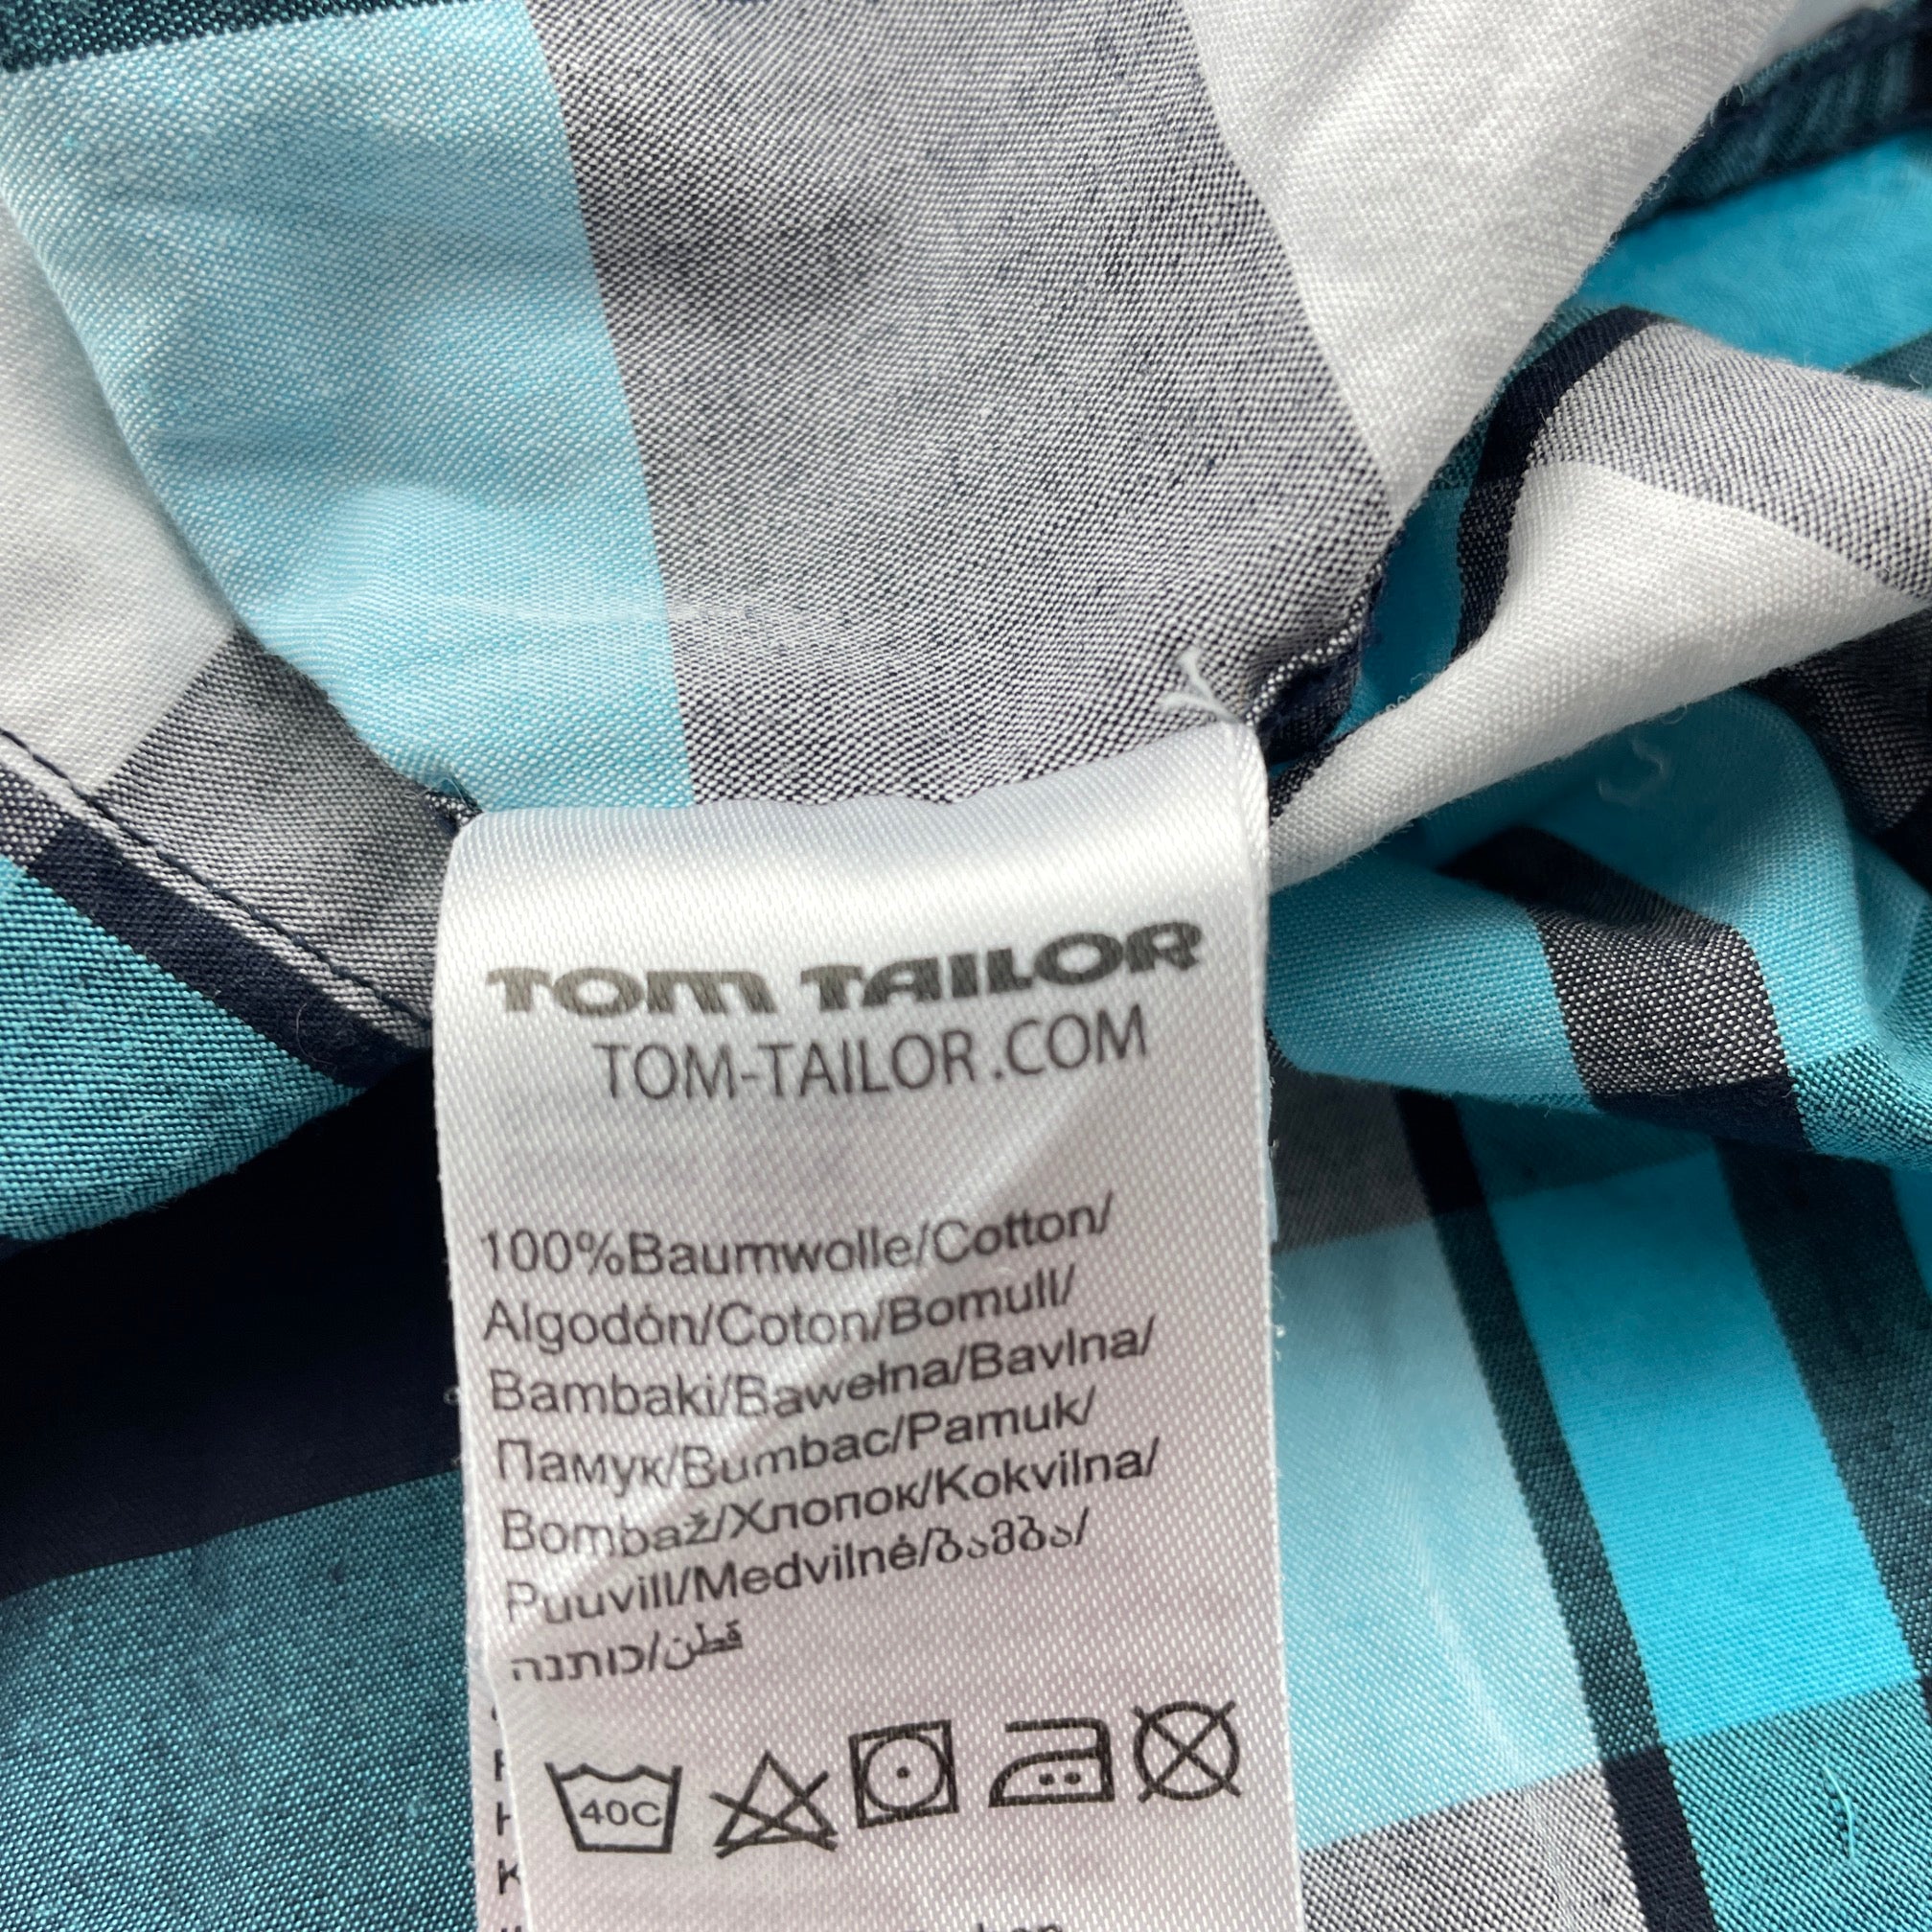 TOM TAILOR
TOM-TAILOR.COM
100%Baumwolle/Cotton/
Algodón/Coton/Bomull/
Bambaki/Bawełna/Bavlna/
Памук/Bumbac/Pamuk/
Bombaž/Хлопок/Kokvilna/
Puuvill/Medvilnė/ბამბა/
قطن/כותנה
40C